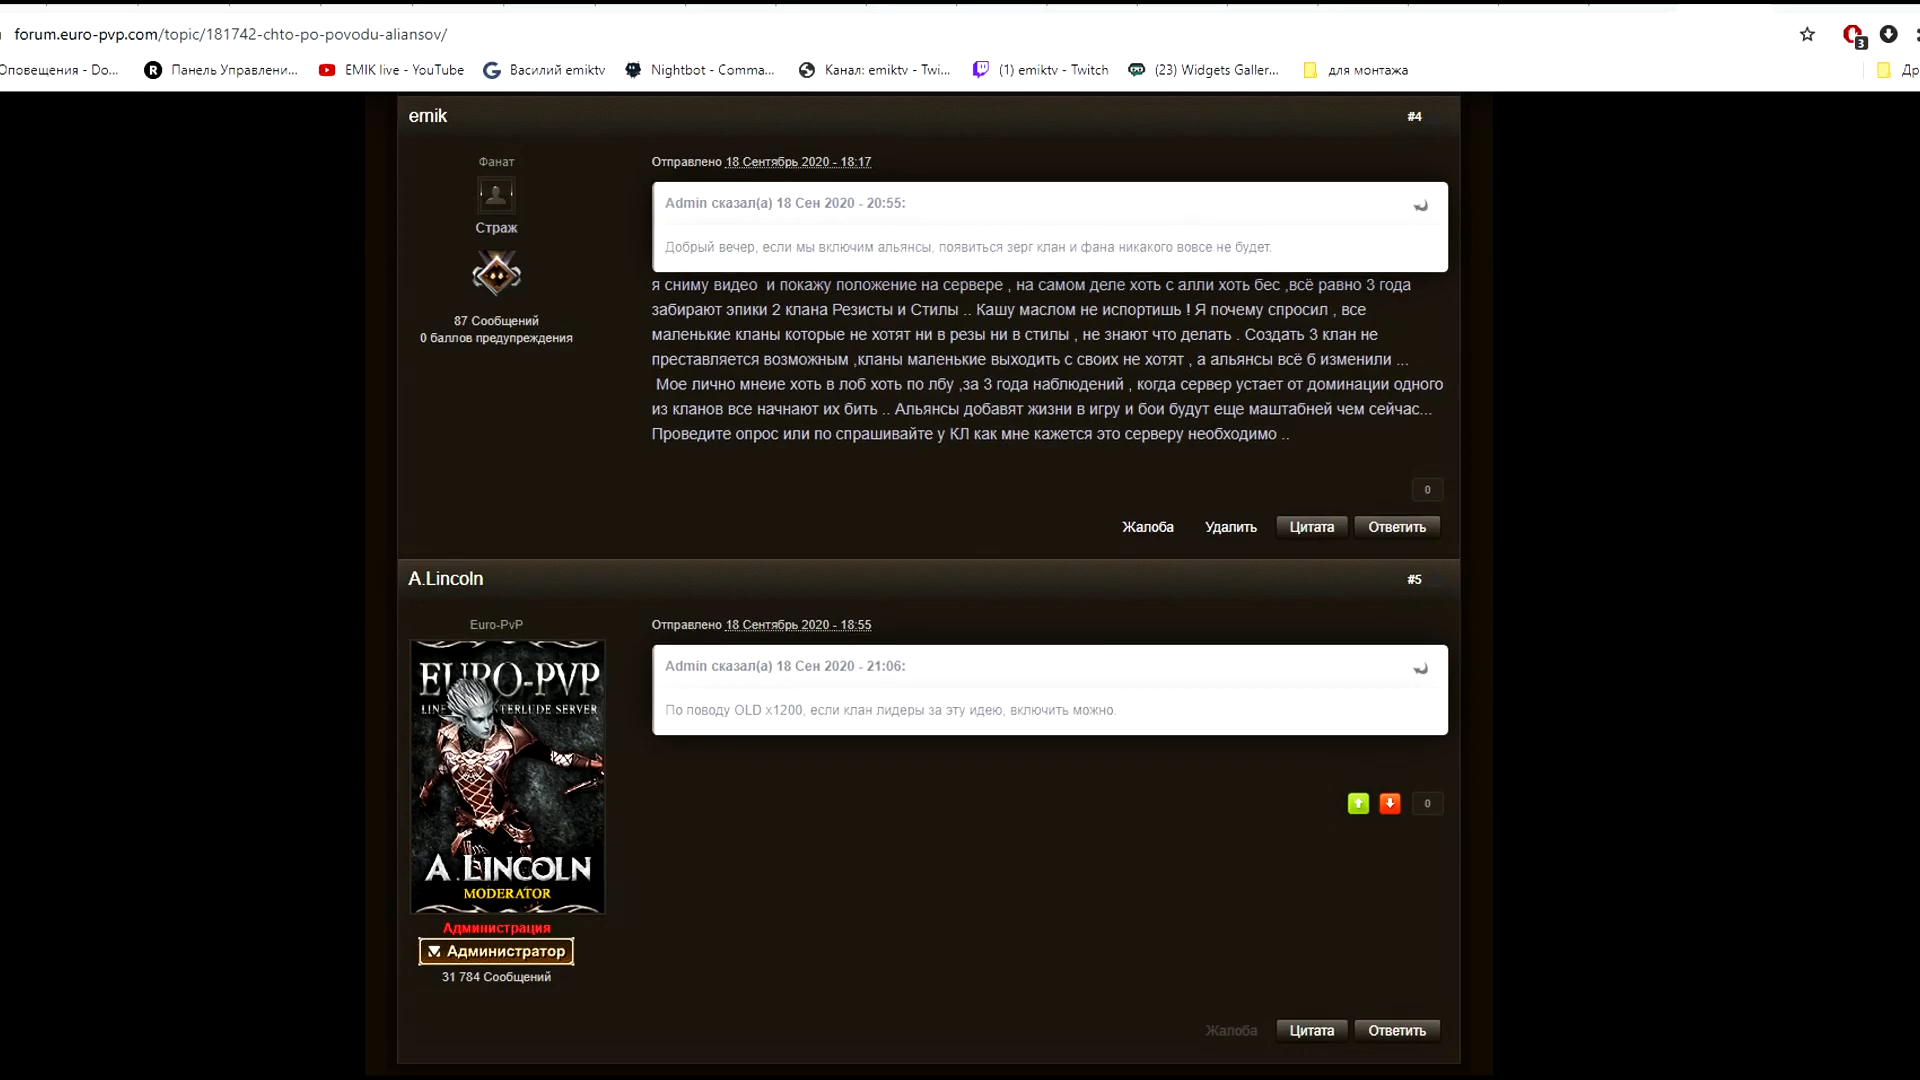 forum.euro-pvp.com/topic/181742-chto-po-povodu-aliansov/
3
Оповещения - Do... Панель Управлени... EMIK live - YouTube Василий emiktv Nightbot - Comma... Канал: emiktv - Twi... (1) emiktv - Twitch (23) Widgets Galler... для монтажа Др
emik #4
Фанат
Отправлено 18 Сентябрь 2020 - 18:17
Admin сказал(а) 18 Сен 2020 - 20:55:
Страж
Добрый вечер, если мы включим альянсы, появиться зерг клан и фана никакого вовсе не будет.
87 Сообщений
0 баллов предупреждения
я сниму видео и покажу положение на сервере , на самом деле хоть с алли хоть бес ,всё равно 3 года
забирают эпики 2 клана Резисты и Стилы .. Кашу маслом не испортишь ! Я почему спросил , все
маленькие кланы которые не хотят ни в резы ни в стилы , не знают что делать . Создать 3 клан не
преставляется возможным ,кланы маленькие выходить с своих не хотят , а альянсы всё б изменили ...
Мое лично мнеие хоть в лоб хоть по лбу ,за 3 года наблюдений , когда сервер устает от доминации одного
из кланов все начнают их бить .. Альянсы добавят жизни в игру и бои будут еще маштабней чем сейчас...
Проведите опрос или по спрашивайте у КЛ как мне кажется это серверу необходимо ..
0
Жалоба Удалить Цитата Ответить
A.Lincoln #5
Euro-PvP
Отправлено 18 Сентябрь 2020 - 18:55
Admin сказал(а) 18 Сен 2020 - 21:06:
По поводу OLD x1200, если клан лидеры за эту идею, включить можно.
EURO-PVP
LINE TERLUDE SERVER
A.LINCOLN
MODERATOR
0
Администрация
Администратор
31 784 Сообщений
Жалоба Цитата Ответить